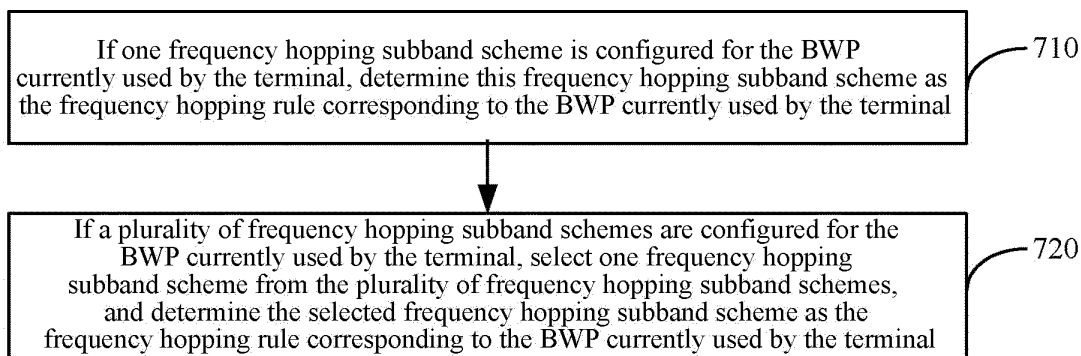 If one frequency hopping subband scheme is configured for the BWP
currently used by the terminal, determine this frequency hopping subband scheme as
the frequency hopping rule corresponding to the BWP currently used by the terminal
710
If a plurality of frequency hopping subband schemes are configured for the
BWP currently used by the terminal, select one frequency hopping
subband scheme from the plurality of frequency hopping subband schemes,
and determine the selected frequency hopping subband scheme as the
frequency hopping rule corresponding to the BWP currently used by the terminal
720